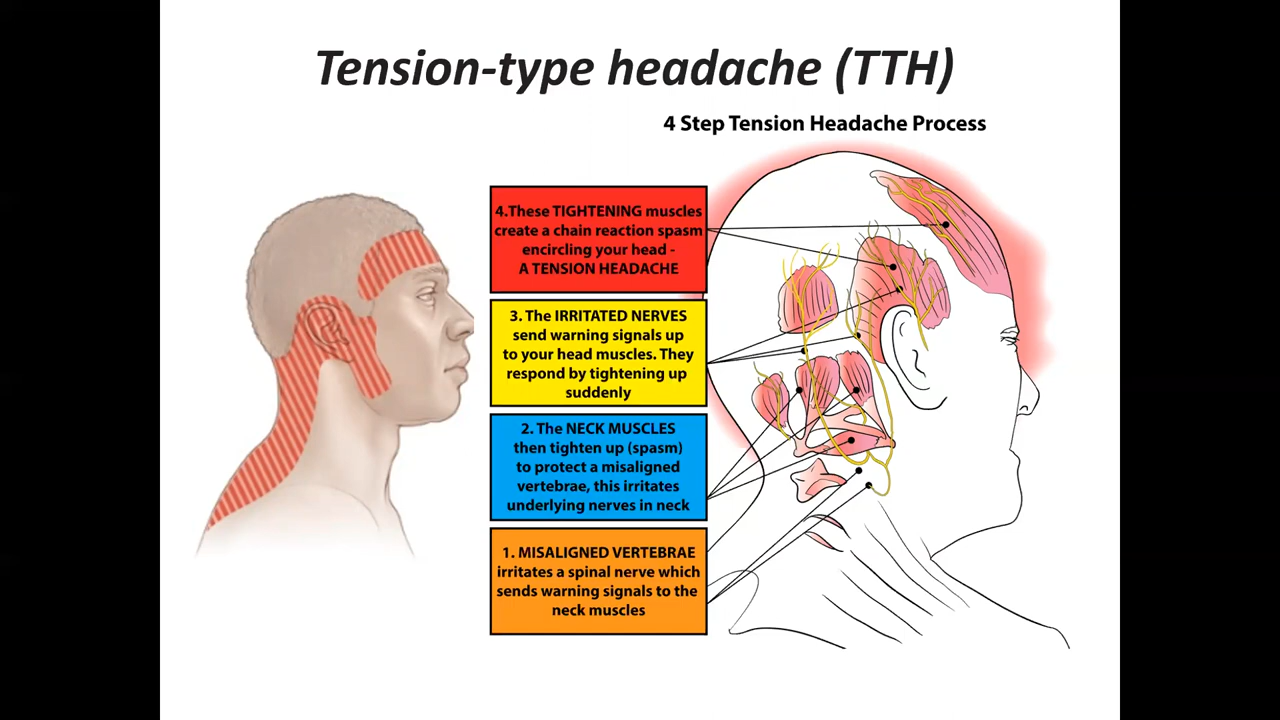 Tension-type headache (TTH)
4 Step Tension Headache Process
4.These TIGHTENING muscles
create a chain reaction spasm
encircling your head -
A TENSION HEADACHE
3. The IRRITATED NERVES
send warning signals up
to your head muscles. They
respond by tightening up
suddenly
2. The NECK MUSCLES
then tighten up (spasm)
to protect a misaligned
vertebrae, this irritates
underlying nerves in neck
1. MISALIGNED VERTEBRAE
irritates a spinal nerve which
sends warning signals to the
neck muscles